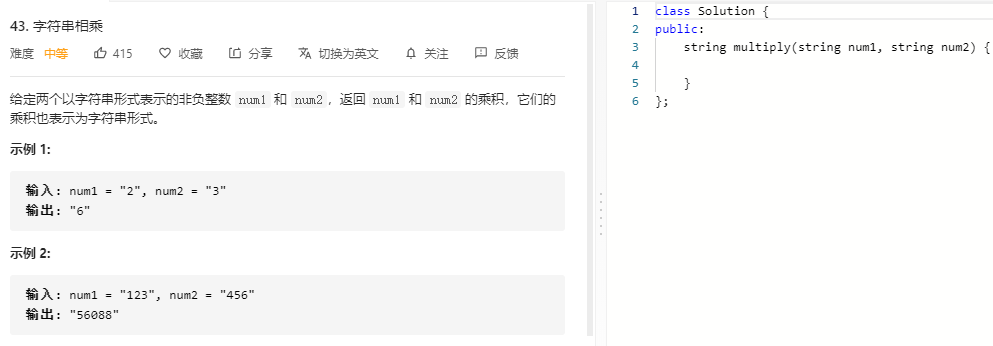 43. 字符串相乘
难度 中等 415 收藏 分享 切换为英文 关注 反馈
给定两个以字符串形式表示的非负整数 num1 和 num2，返回 num1 和 num2 的乘积，它们的
乘积也表示为字符串形式。
示例 1:
输入: num1 = "2", num2 = "3"
输出: "6"
示例 2:
输入: num1 = "123", num2 = "456"
输出: "56088"
1 class Solution {
2 public:
3     string multiply(string num1, string num2) {
4
5     }
6 };